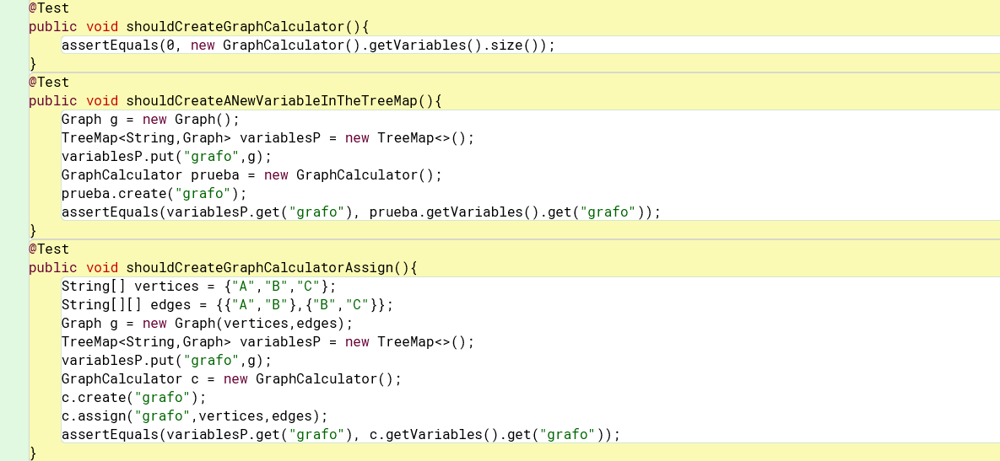 @Test
public void shouldCreateGraphCalculator(){
    assertEquals(0, new GraphCalculator().getVariables().size());
}
@Test
public void shouldCreateANewVariableInTheTreeMap(){
    Graph g = new Graph();
    TreeMap<String,Graph> variablesP = new TreeMap<>();
    variablesP.put("grafo",g);
    GraphCalculator prueba = new GraphCalculator();
    prueba.create("grafo");
    assertEquals(variablesP.get("grafo"), prueba.getVariables().get("grafo"));
}
@Test
public void shouldCreateGraphCalculatorAssign(){
    String[] vertices = {"A","B","C"};
    String[][] edges = {{"A","B"},{"B","C"}};
    Graph g = new Graph(vertices,edges);
    TreeMap<String,Graph> variablesP = new TreeMap<>();
    variablesP.put("grafo",g);
    GraphCalculator c = new GraphCalculator();
    c.create("grafo");
    c.assign("grafo",vertices,edges);
    assertEquals(variablesP.get("grafo"), c.getVariables().get("grafo"));
}